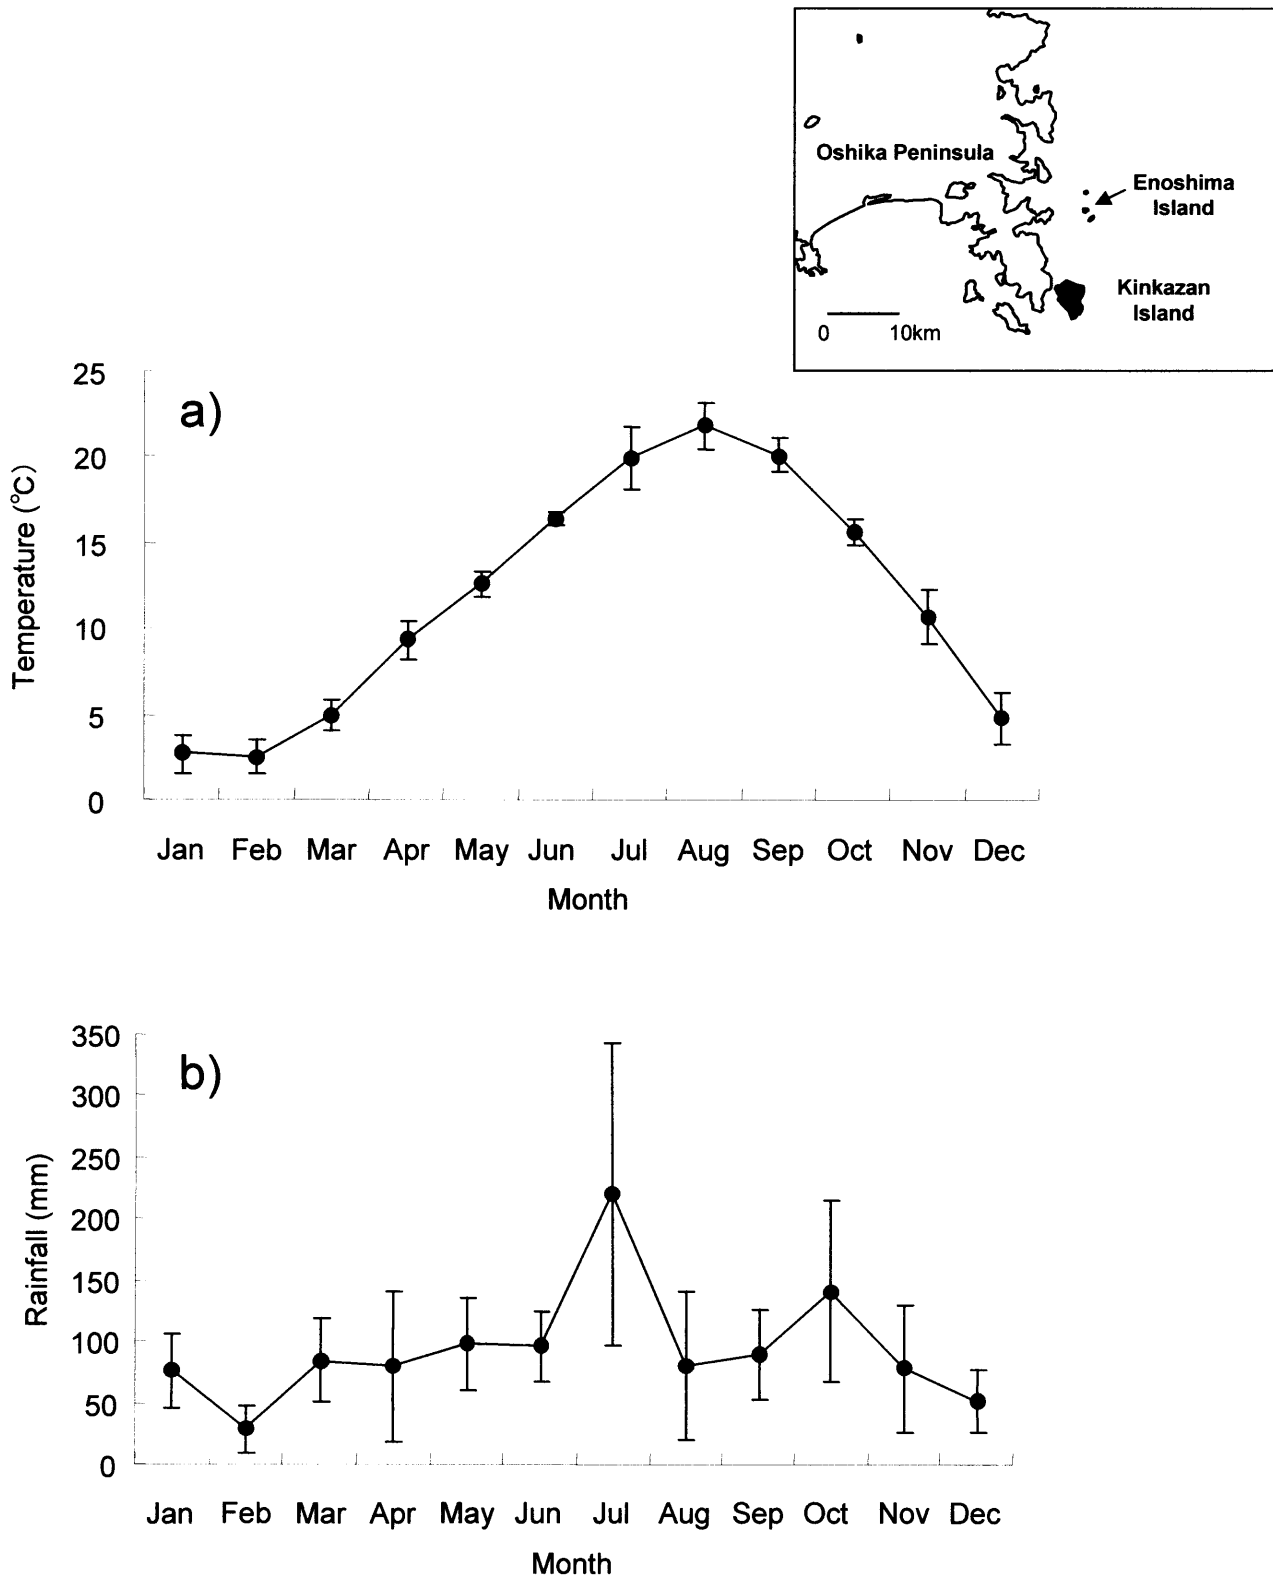 Oshika Peninsula
Enoshima
Island
Kinkazan
Island
0 10km
a)
Temperature (°C)
25
20
15
10
5
0
Jan Feb Mar Apr May Jun Jul Aug Sep Oct Nov Dec
Month
b)
Rainfall (mm)
350
300
250
200
150
100
50
0
Jan Feb Mar Apr May Jun Jul Aug Sep Oct Nov Dec
Month